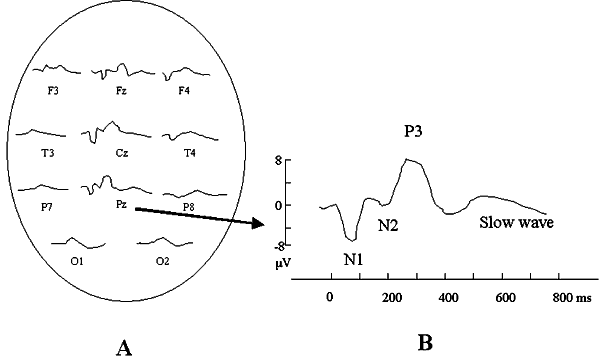 F3 Fz F4
T3 Cz T4
P7 Pz P8
O1 O2
A
P3
8
0
-8
µV
N1
N2
Slow wave
0 200 400 600 800 ms
B